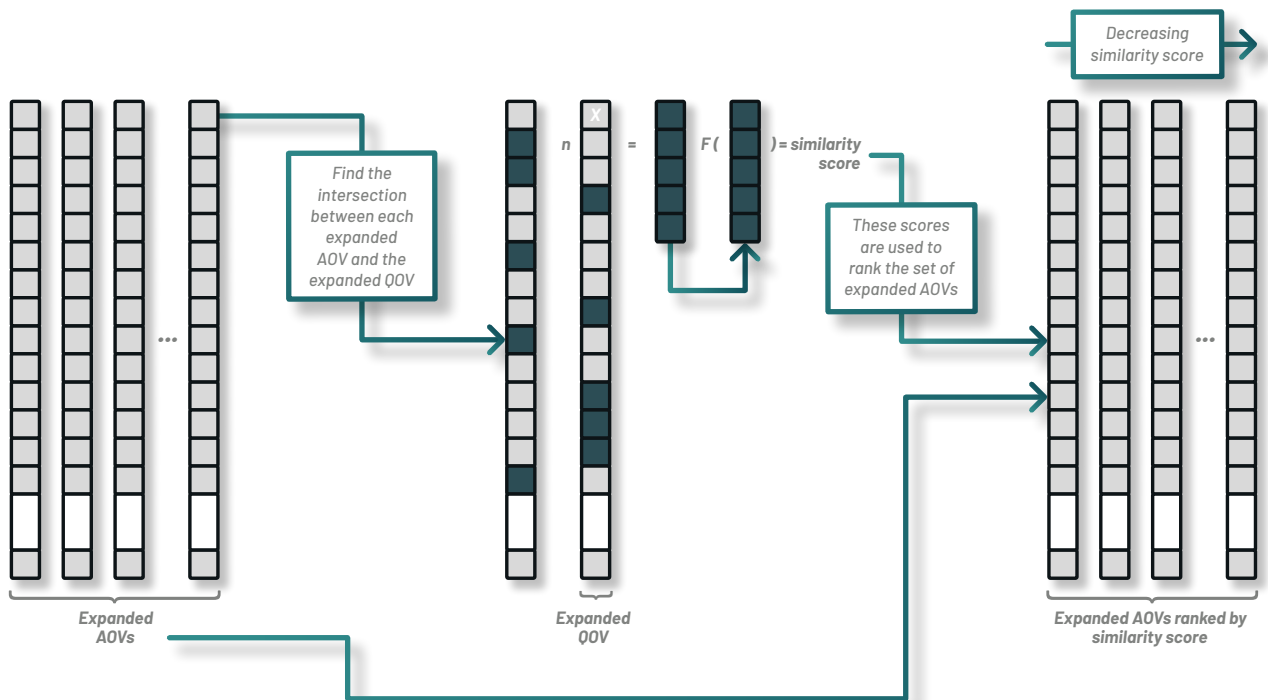 Decreasing
similarity score
X
n
=
F (
) = similarity
score
Find the
intersection
between each
expanded
AOV and the
expanded QOV
These scores
are used to
rank the set of
expanded AOVs
...
...
Expanded
AOVs
Expanded
QOV
Expanded AOVs ranked by
similarity score